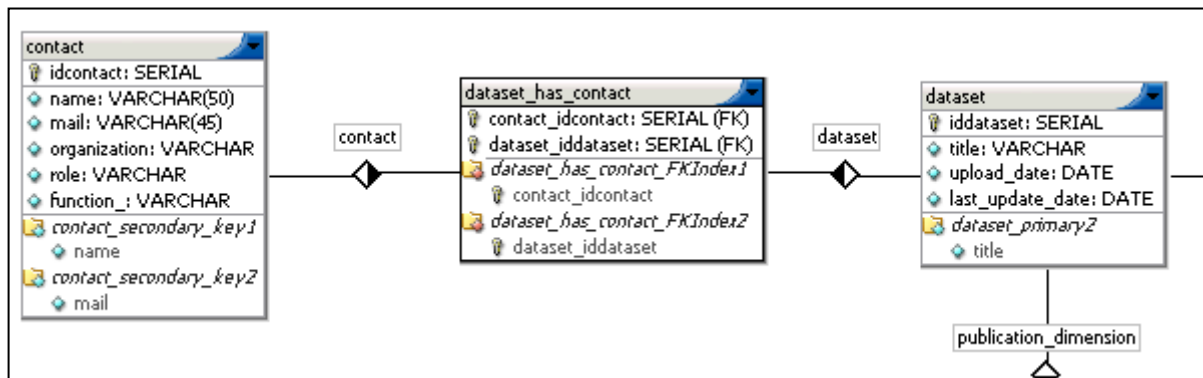 contact
idcontact: SERIAL
name: VARCHAR(50)
mail: VARCHAR(45)
organization: VARCHAR
role: VARCHAR
function_: VARCHAR
contact_secondary_key1
name
contact_secondary_key2
mail
contact
dataset_has_contact
contact_idcontact: SERIAL (FK)
dataset_iddataset: SERIAL (FK)
dataset_has_contact_FKIndex1
contact_idcontact
dataset_has_contact_FKIndex2
dataset_iddataset
dataset
dataset
iddataset: SERIAL
title: VARCHAR
upload_date: DATE
last_update_date: DATE
dataset_primary2
title
publication_dimension